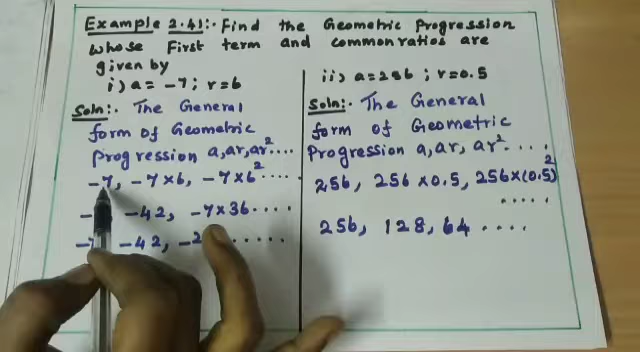 Example 2.41:- Find the Geometric Progression
whose First term and common ratios are
given by
i) a= -7 ; r=6
Soln:- The General
form of Geometric
Progression a, ar, ar²....
-7, -7×6, -7×6² ....
-42, -7×36 ....
-42, -2 .....
ii) a=256 ; r=0.5
Soln:- The General
form of Geometric
Progression a, ar, ar². ...
256, 256×0.5, 256×(0.5)²
.....
256, 128, 64 ....